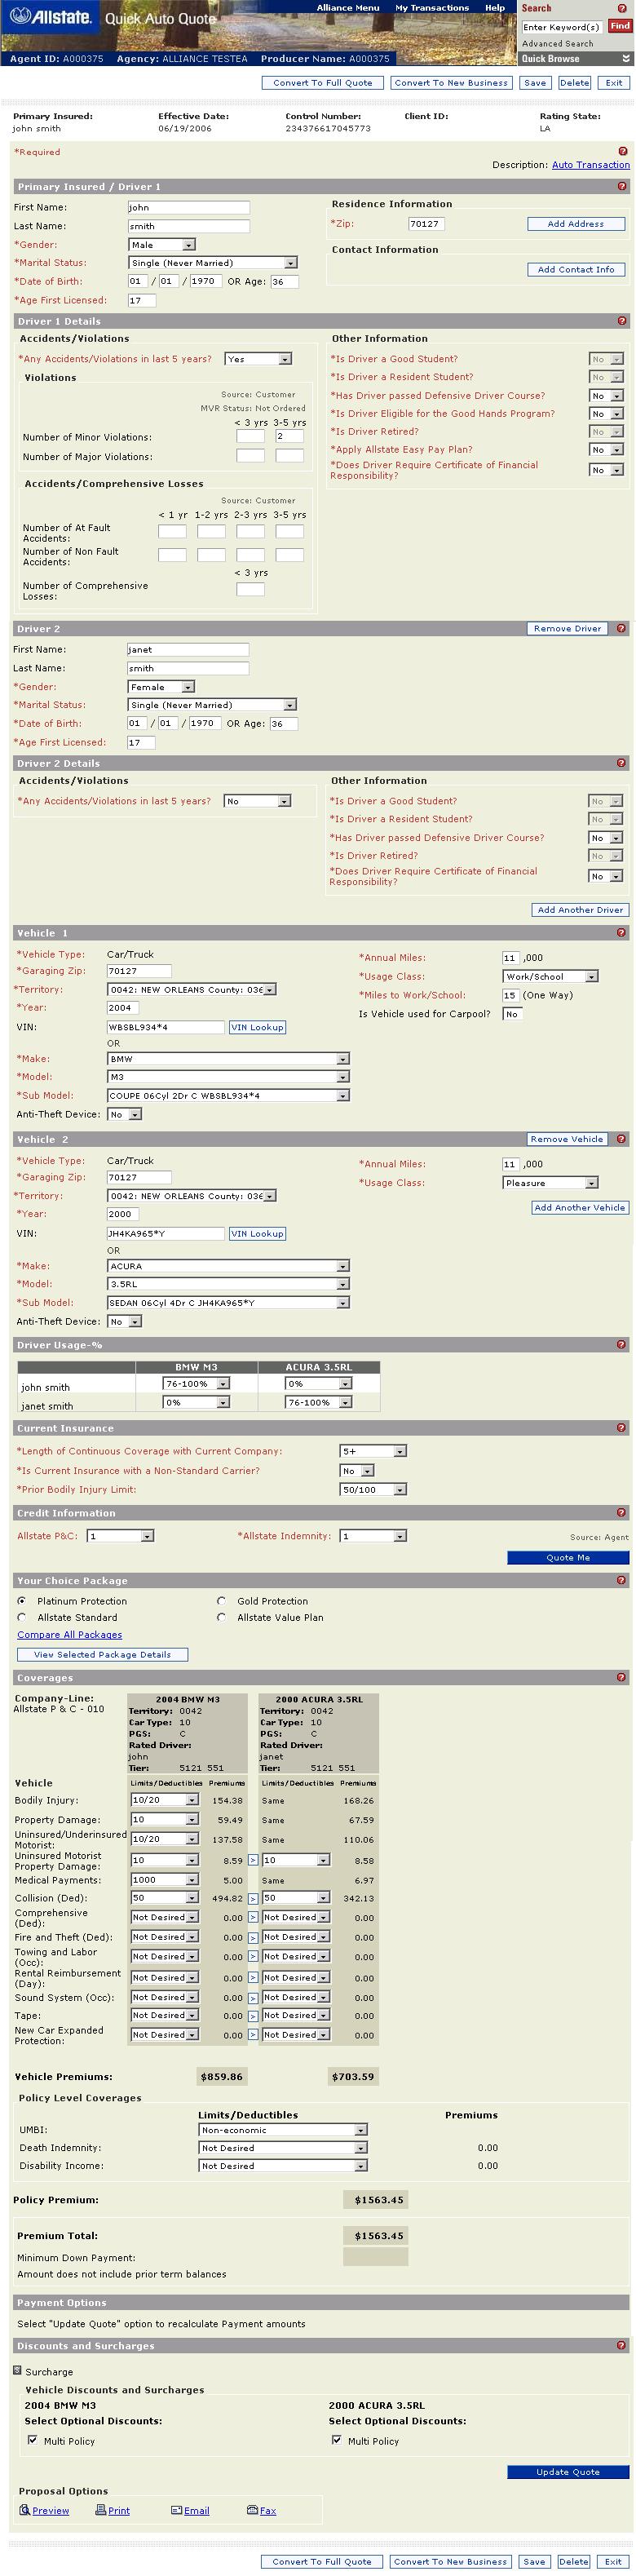 Allstate.
Quick Auto Quote
Alliance Menu My Transactions Help
Search
Enter Keyword(s) Find
Advanced Search
Quick Browse
Agent ID: A000375 Agency: ALLIANCE TESTEA Producer Name: A000375
Convert To Full Quote Convert To New Business Save Delete Exit
Primary Insured: Effective Date: Control Number: Client ID: Rating State:
john smith 06/19/2006 234376617045773 LA
*Required
Description: Auto Transaction
Primary Insured / Driver 1
First Name: john
Last Name: smith
*Gender: Male
*Marital Status: Single (Never Married)
*Date of Birth: 01 / 01 / 1970 OR Age: 36
*Age First Licensed: 17
Residence Information
*Zip: 70127 Add Address
Contact Information
Add Contact Info
Driver 1 Details
Accidents/Violations
*Any Accidents/Violations in last 5 years? Yes
Violations
Source: Customer
MVR Status: Not Ordered
< 3 yrs 3-5 yrs
Number of Minor Violations: 2
Number of Major Violations:
Accidents/Comprehensive Losses
Source: Customer
< 1 yr 1-2 yrs 2-3 yrs 3-5 yrs
Number of At Fault
Accidents:
Number of Non Fault
Accidents:
< 3 yrs
Number of Comprehensive
Losses:
Other Information
*Is Driver a Good Student? No
*Is Driver a Resident Student? No
*Has Driver passed Defensive Driver Course? No
*Is Driver Eligible for the Good Hands Program? No
*Is Driver Retired? No
*Apply Allstate Easy Pay Plan? No
*Does Driver Require Certificate of Financial
Responsibility? No
Driver 2 Remove Driver
First Name: janet
Last Name: smith
*Gender: Female
*Marital Status: Single (Never Married)
*Date of Birth: 01 / 01 / 1970 OR Age: 36
*Age First Licensed: 17
Driver 2 Details
Accidents/Violations
*Any Accidents/Violations in last 5 years? No
Other Information
*Is Driver a Good Student? No
*Is Driver a Resident Student? No
*Has Driver passed Defensive Driver Course? No
*Is Driver Retired? No
*Does Driver Require Certificate of Financial
Responsibility? No
Add Another Driver
Vehicle 1
*Vehicle Type: Car/Truck
*Garaging Zip: 70127
*Territory: 0042: NEW ORLEANS County: 036
*Year: 2004
VIN: WBSBL934*4 VIN Lookup
OR
*Make: BMW
*Model: M3
*Sub Model: COUPE 06Cyl 2Dr C WBSBL934*4
Anti-Theft Device: No
*Annual Miles: 11 ,000
*Usage Class: Work/School
*Miles to Work/School: 15 (One Way)
Is Vehicle used for Carpool? No
Vehicle 2 Remove Vehicle
*Vehicle Type: Car/Truck
*Garaging Zip: 70127
*Territory: 0042: NEW ORLEANS County: 036
*Year: 2000
VIN: JH4KA965*Y VIN Lookup
OR
*Make: ACURA
*Model: 3.5RL
*Sub Model: SEDAN 06Cyl 4Dr C JH4KA965*Y
Anti-Theft Device: No
*Annual Miles: 11 ,000
*Usage Class: Pleasure
Add Another Vehicle
Driver Usage-%
BMW M3 ACURA 3.5RL
john smith 76-100% 0%
janet smith 0% 76-100%
Current Insurance
*Length of Continuous Coverage with Current Company: 5+
*Is Current Insurance with a Non-Standard Carrier? No
*Prior Bodily Injury Limit: 50/100
Credit Information
Allstate P&C: 1 *Allstate Indemnity: 1 Source: Agent
Quote Me
Your Choice Package
Platinum Protection Gold Protection
Allstate Standard Allstate Value Plan
Compare All Packages
View Selected Package Details
Coverages
Company-Line:
Allstate P & C - 010
2004 BMW M3
Territory: 0042
Car Type: 10
PGS: C
Rated Driver:
john
Tier: 5121 551
2000 ACURA 3.5RL
Territory: 0042
Car Type: 10
PGS: C
Rated Driver:
janet
Tier: 5121 551
Vehicle Limits/Deductibles Premiums Limits/Deductibles Premiums
Bodily Injury: 10/20 154.38 Same 168.26
Property Damage: 10 59.49 Same 67.59
Uninsured/Underinsured
Motorist: 10/20 137.58 Same 110.06
Uninsured Motorist
Property Damage: 10 8.59 > 10 8.58
Medical Payments: 1000 5.00 Same 6.97
Collision (Ded): 50 494.82 > 50 342.13
Comprehensive
(Ded): Not Desired 0.00 > Not Desired 0.00
Fire and Theft (Ded): Not Desired 0.00 > Not Desired 0.00
Towing and Labor
(Occ): Not Desired 0.00 > Not Desired 0.00
Rental Reimbursement
(Day): Not Desired 0.00 > Not Desired 0.00
Sound System (Occ): Not Desired 0.00 > Not Desired 0.00
Tape: Not Desired 0.00 > Not Desired 0.00
New Car Expanded
Protection: Not Desired 0.00 > Not Desired 0.00
Vehicle Premiums: $859.86 $703.59
Policy Level Coverages
Limits/Deductibles Premiums
UMBI: Non-economic
Death Indemnity: Not Desired 0.00
Disability Income: Not Desired 0.00
Policy Premium: $1563.45
Premium Total: $1563.45
Minimum Down Payment:
Amount does not include prior term balances
Payment Options
Select "Update Quote" option to recalculate Payment amounts
Discounts and Surcharges
S Surcharge
Vehicle Discounts and Surcharges
2004 BMW M3 2000 ACURA 3.5RL
Select Optional Discounts: Select Optional Discounts:
Multi Policy Multi Policy
Update Quote
Proposal Options
Preview Print Email Fax
Convert To Full Quote Convert To New Business Save Delete Exit